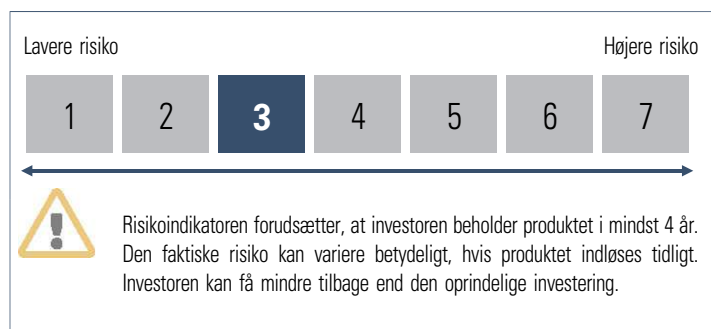 Lavere risiko Højere risiko
1 2 3 4 5 6 7
Risikoindikatoren forudsætter, at investoren beholder produktet i mindst 4 år.
Den faktiske risiko kan variere betydeligt, hvis produktet indløses tidligt.
Investoren kan få mindre tilbage end den oprindelige investering.